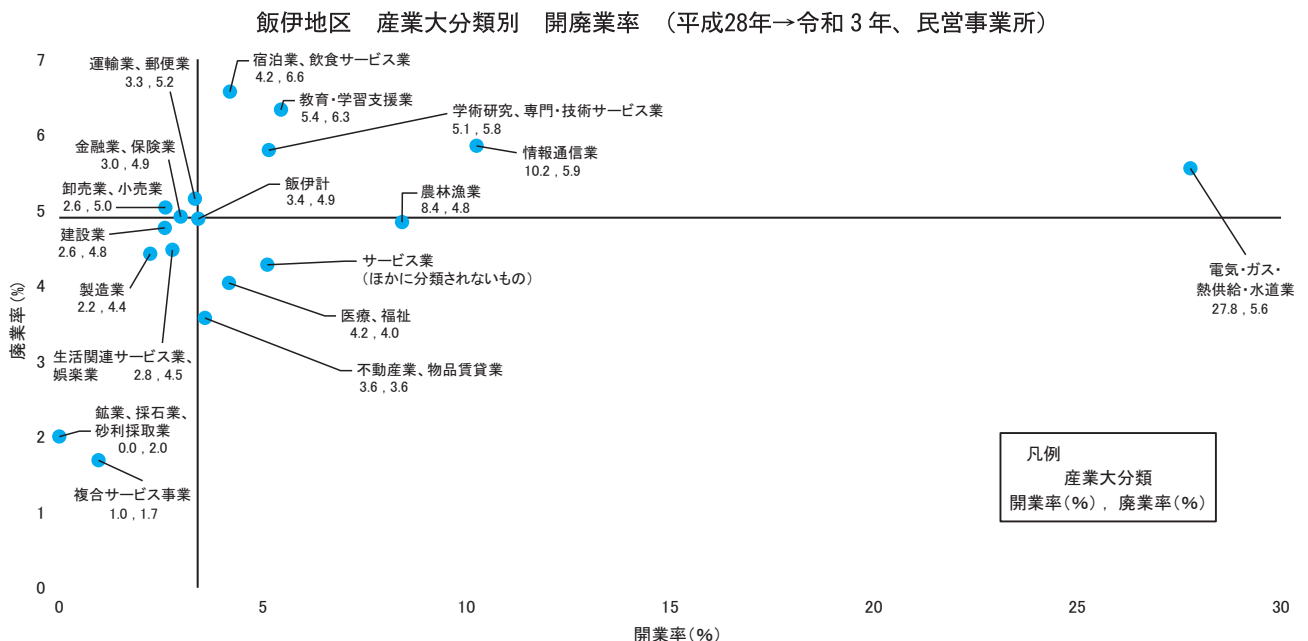 飯伊地区　産業大分類別　開廃業率　（平成28年→令和３年、民営事業所）
廃業率(%)
7
6
5
4
3
2
1
0
運輸業、郵便業
3.3 , 5.2
宿泊業、飲食サービス業
4.2 , 6.6
教育・学習支援業
5.4 , 6.3
学術研究、専門・技術サービス業
5.1 , 5.8
情報通信業
10.2 , 5.9
金融業、保険業
3.0 , 4.9
卸売業、小売業
2.6 , 5.0
飯伊計
3.4 , 4.9
農林漁業
8.4 , 4.8
建設業
2.6 , 4.8
製造業
2.2 , 4.4
サービス業
（ほかに分類されないもの）
電気・ガス・
熱供給・水道業
27.8 , 5.6
医療、福祉
4.2 , 4.0
生活関連サービス業、
娯楽業　2.8 , 4.5
不動産業、物品賃貸業
3.6 , 3.6
鉱業、採石業、
砂利採取業
0.0 , 2.0
複合サービス事業
1.0 , 1.7
凡例
産業大分類
開業率(%) , 廃業率(%)
0　5　10　15　20　25　30
開業率(%)